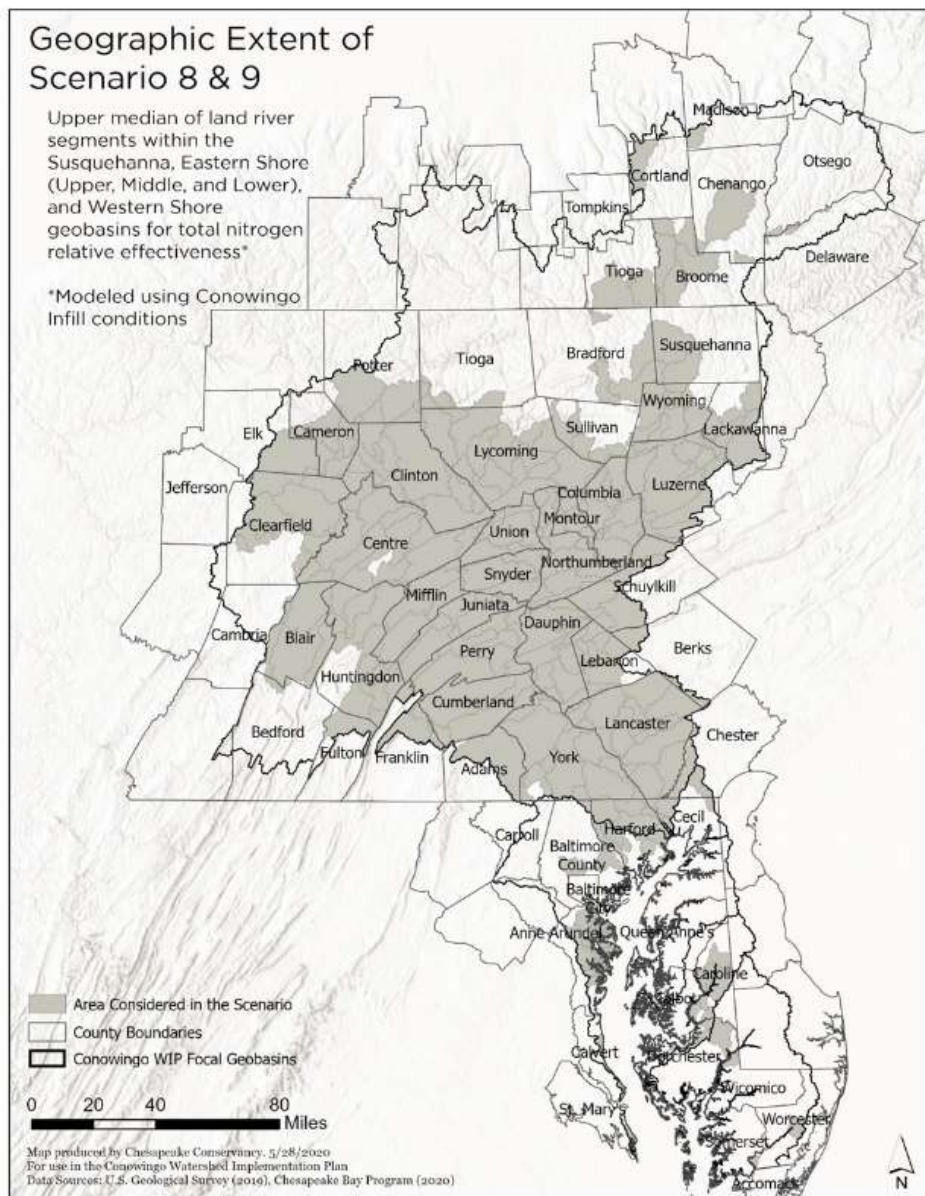 Geographic Extent of
Scenario 8 & 9
Upper median of land river
segments within the
Susquehanna, Eastern Shore
(Upper, Middle, and Lower),
and Western Shore
geobasins for total nitrogen
relative effectiveness*
*Modeled using Conowingo
Infill conditions
Madison
Otsego
Cortland
Chenango
Tompkins
Delaware
Tioga
Broome
Susquehanna
Bradford
Tioga
Potter
Wyoming
Sullivan
Lackawanna
Elk
Cameron
Lycoming
Clinton
Luzerne
Jefferson
Columbia
Montour
Clearfield
Union
Centre
Northumberland
Snyder
Schuylkill
Mifflin
Juniata
Dauphin
Cambria
Blair
Perry
Berks
Lebanon
Huntingdon
Cumberland
Lancaster
Bedford
Chester
Fulton
Franklin
York
Adams
Cecil
Harford
Carroll
Baltimore
County
Baltimore
City
Anne Arundel
Queen Anne's
Caroline
Talbot
Calvert
Dorchester
Wicomico
St. Mary's
Worcester
Somerset
Accomack
Area Considered in the Scenario
County Boundaries
Conowingo WIP Focal Geobasins
0 20 40 80
Miles
Map produced by Chesapeake Conservancy. 5/28/2020
For use in the Conowingo Watershed Implementation Plan
Data Sources: U.S. Geological Survey (2019), Chesapeake Bay Program (2020)
N